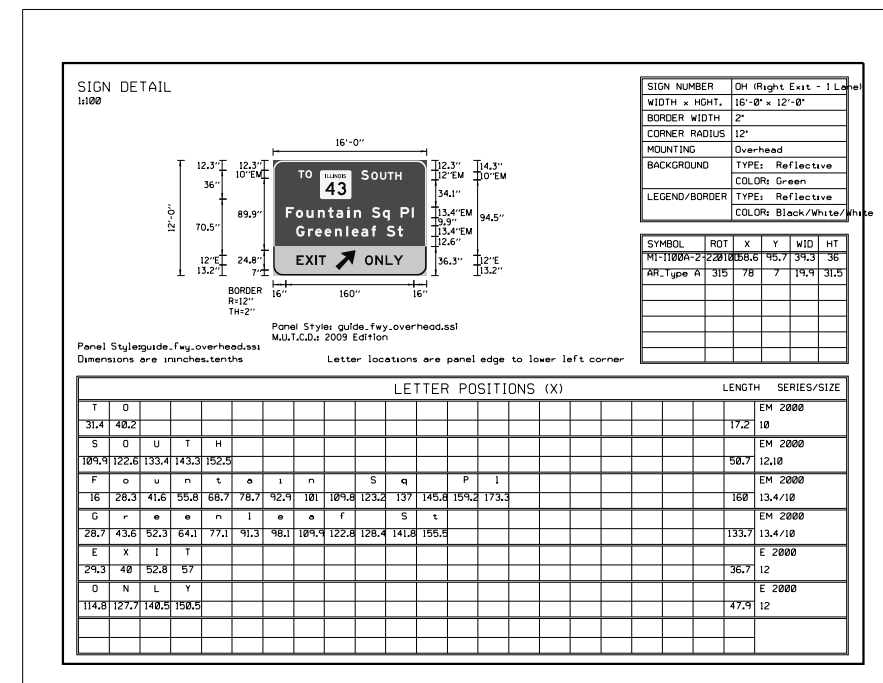 SIGN DETAIL
1:100
16'-0"
12'-0"
12.3"
36"
70.5"
12"E
13.2"
12.3"
10"EM
89.9"
24.8"
7"
TO ILLINOIS 43 SOUTH
Fountain Sq Pl
Greenleaf St
EXIT ONLY
12.3"
12"EM
34.1"
13.4"EM
9.9"
13.4"EM
12.6"
36.3"
14.3"
10"EM
94.5"
12"E
13.2"
BORDER
R=12"
TH=2"
16" 160" 16"
Panel Style: guide_fwy_overhead.ssi
M.U.T.C.D.: 2009 Edition
Panel Style:guide_fwy_overhead.ssi
Dimensions are in inches.tenths
Letter locations are panel edge to lower left corner
SIGN NUMBER OH (Right Exit - 1 Lane)
WIDTH x HGHT. 16'-0" x 12'-0"
BORDER WIDTH 2"
CORNER RADIUS 12"
MOUNTING Overhead
BACKGROUND TYPE: Reflective
COLOR: Green
LEGEND/BORDER TYPE: Reflective
COLOR: Black/White/White
SYMBOL ROT X Y WID HT
58.6 95.7 39.3 36
AR_Type A 315 78 7 19.9 31.5
LETTER POSITIONS (X) LENGTH SERIES/SIZE
T O EM 2000
31.4 40.2 17.2 10
S O U T H EM 2000
109.9 122.6 133.4 143.3 152.5 50.7 12,10
F o u n t a i n S q P l EM 2000
16 28.3 41.6 55.8 68.7 78.7 92.9 101 109.8 123.2 137 145.8 159.2 173.3 160 13.4/10
G r e e n l e a f S t EM 2000
28.7 43.6 52.3 64.1 77.1 91.3 98.1 109.9 122.8 128.4 141.8 155.5 133.7 13.4/10
E X I T E 2000
29.3 40 52.8 57 36.7 12
O N L Y E 2000
114.8 127.7 140.5 150.5 47.9 12